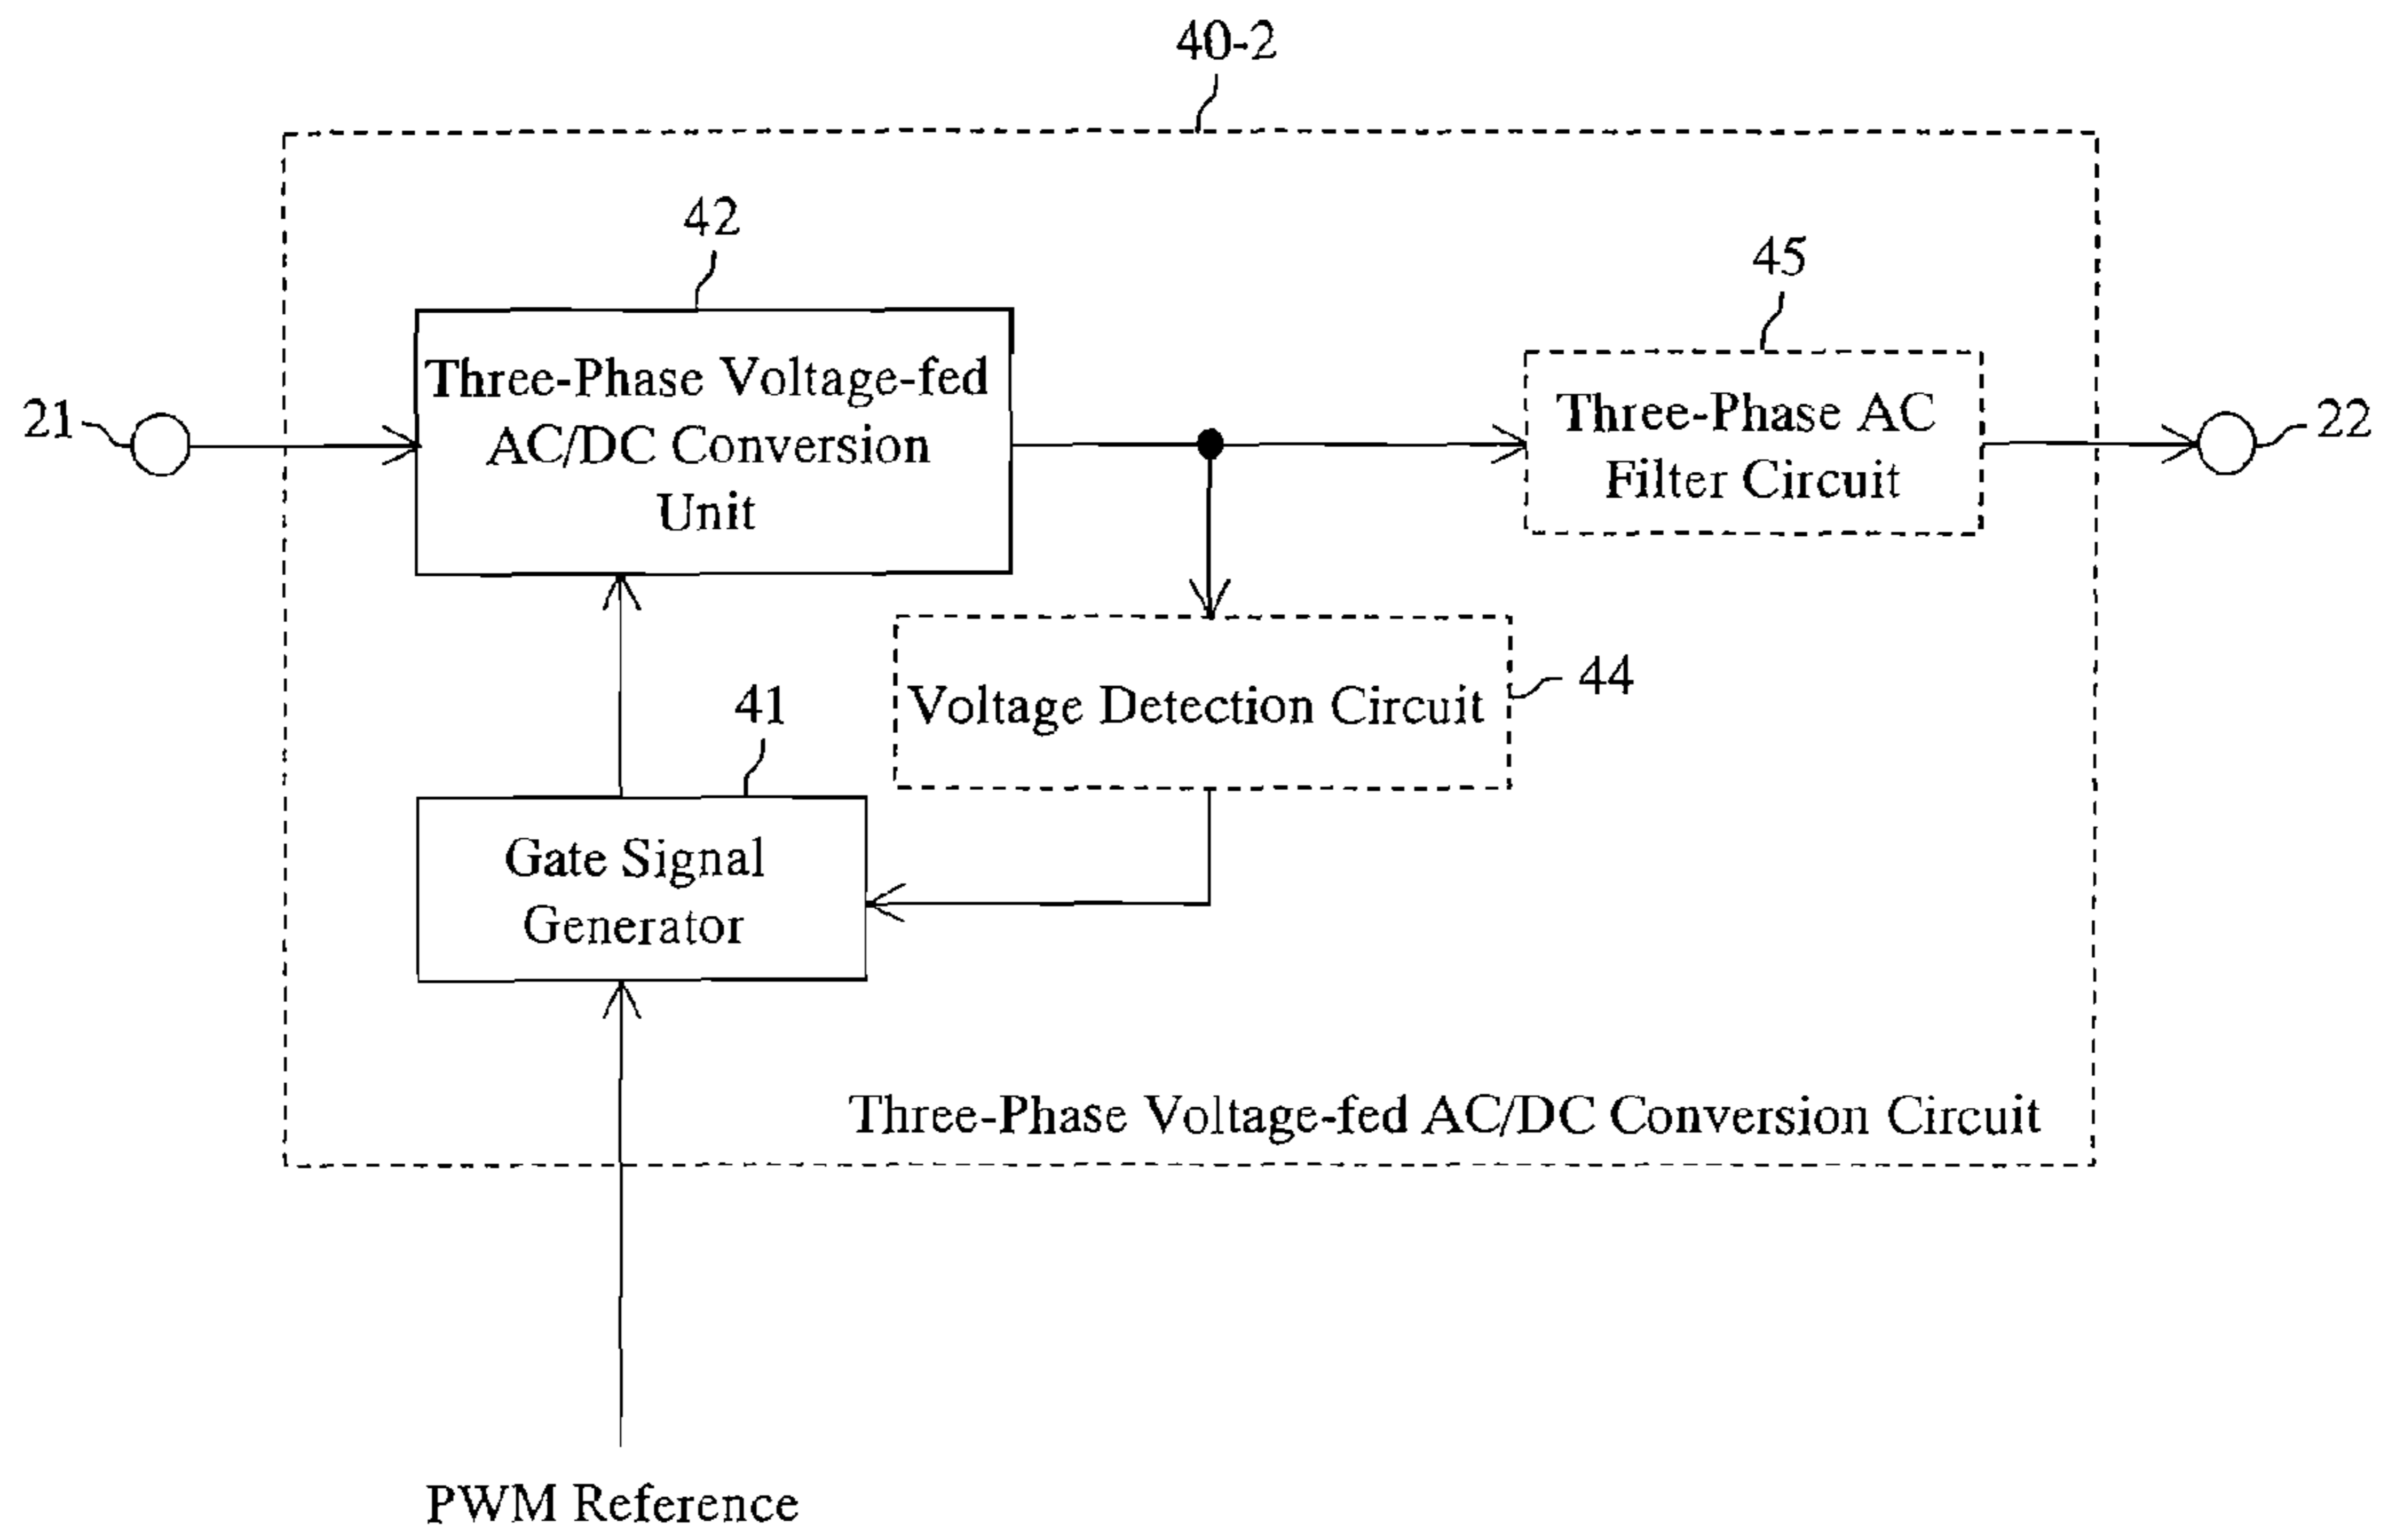 40-2
42
45
21
Three-Phase Voltage-fed
AC/DC Conversion
Unit
Three-Phase AC
Filter Circuit
22
44
Voltage Detection Circuit
41
Gate Signal
Generator
Three-Phase Voltage-fed AC/DC Conversion Circuit
PWM Reference